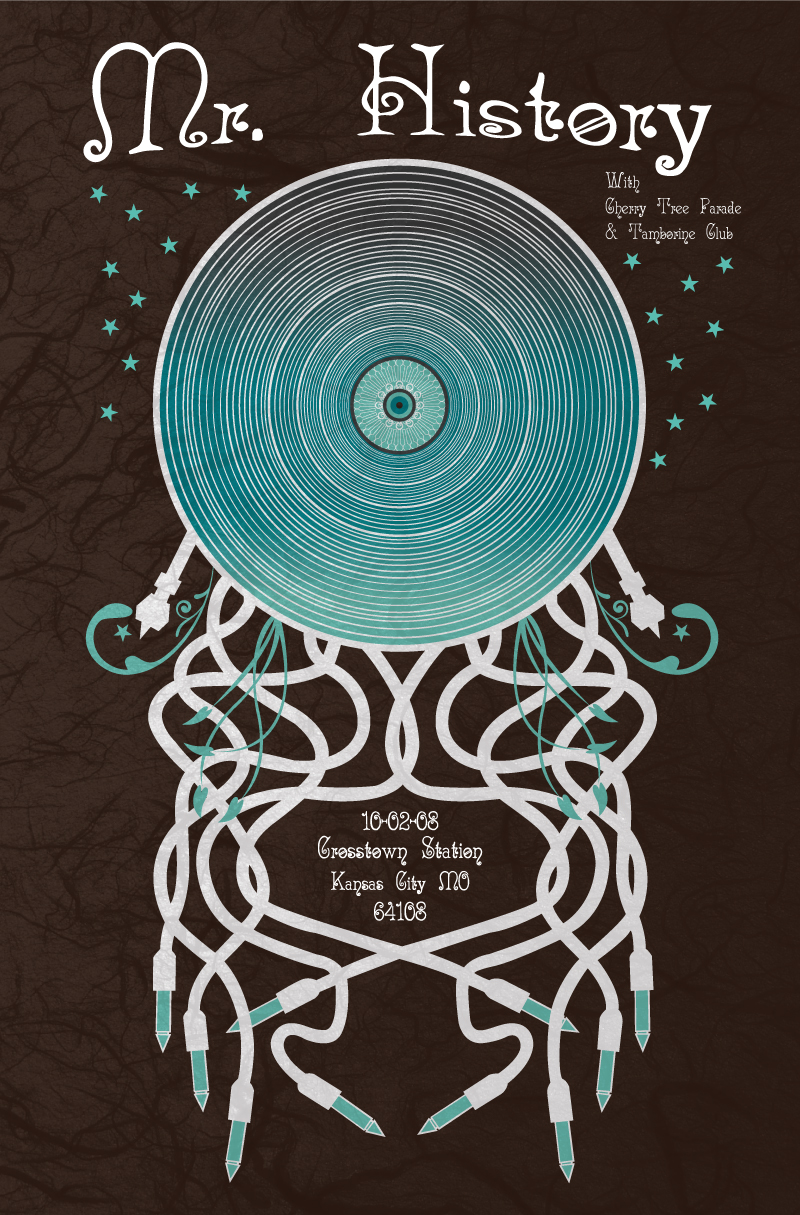 Mr. History
With
Cherry Tree Parade
& Tamborine Club
10-02-08
Crosstown Station
Kansas City MO
64108